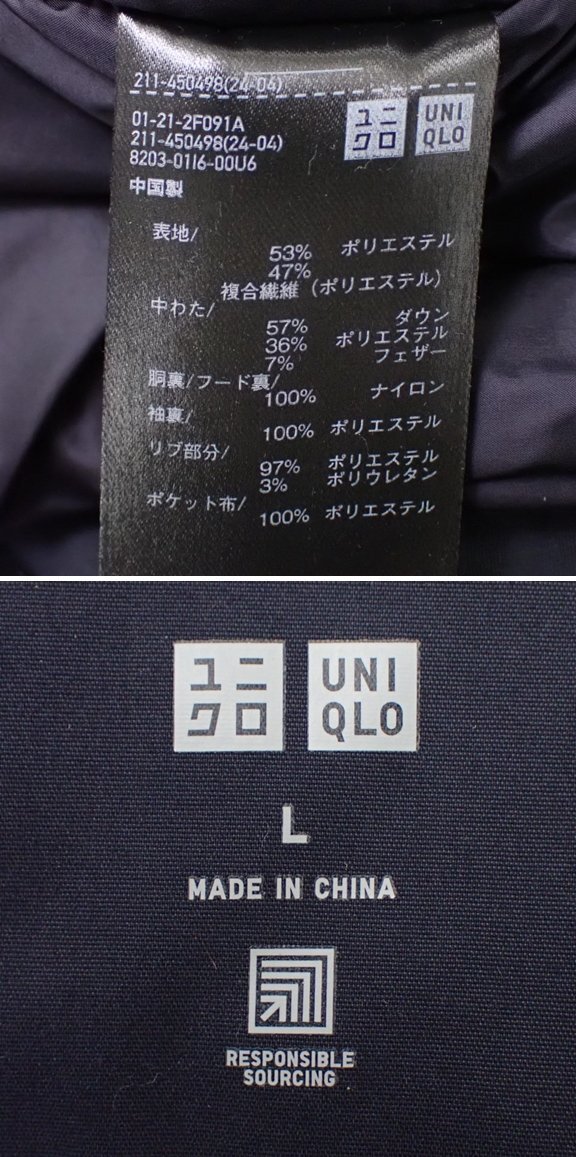 211-450498(24-04)
01-21-2F091A
211-450498(24-04)
8203-01I6-00U6
中国製
ユニ
クロ
UNI
QLO
表地/
53% ポリエステル
47%
複合繊維 (ポリエステル)
中わた/
57% ダウン
36% ポリエステル
7% フェザー
胴裏/フード裏/
100% ナイロン
袖裏/
100% ポリエステル
リブ部分/
97% ポリエステル
3% ポリウレタン
ポケット布/
100% ポリエステル
ユニ
クロ
UNI
QLO
L
MADE IN CHINA
RESPONSIBLE
SOURCING